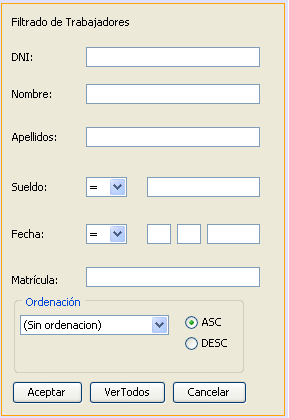 Filtrado de Trabajadores
DNI:
Nombre:
Apellidos:
Sueldo: =
Fecha: =
Matrícula:
Ordenación
(Sin ordenacion) ASC
DESC
Aceptar VerTodos Cancelar